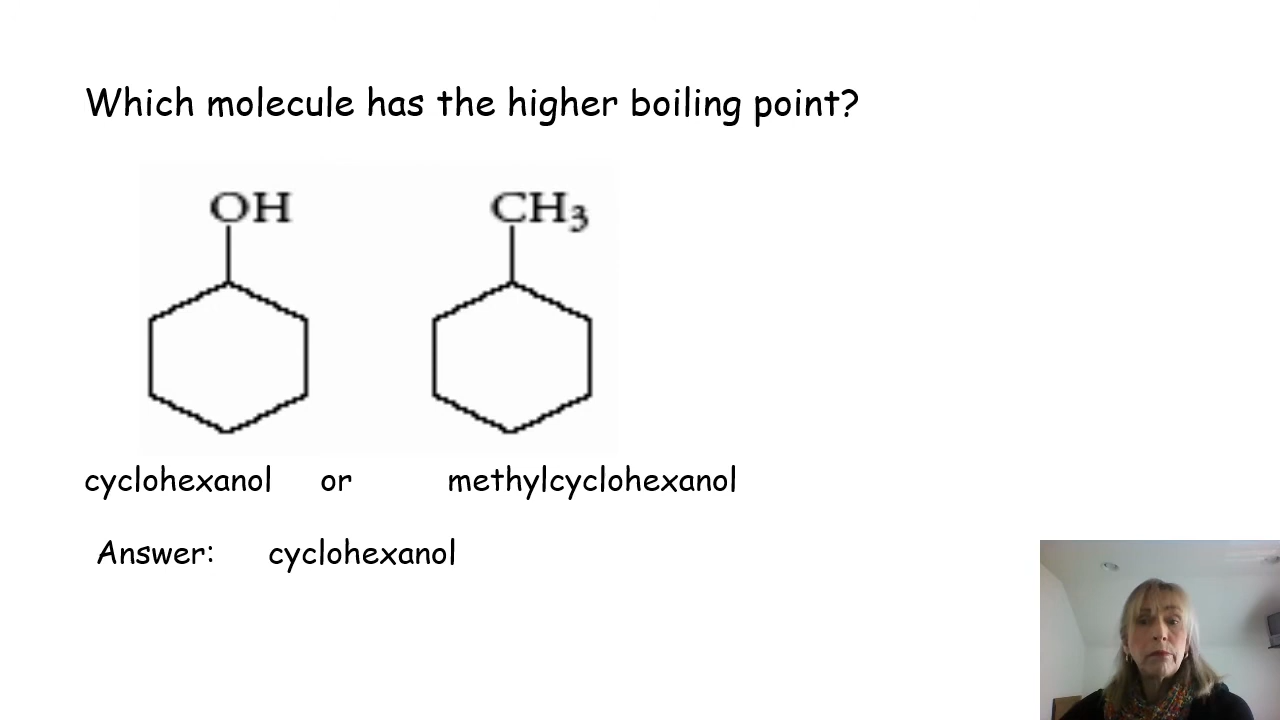 Which molecule has the higher boiling point?
OH CH₃
cyclohexanol or methylcyclohexanol
Answer: cyclohexanol